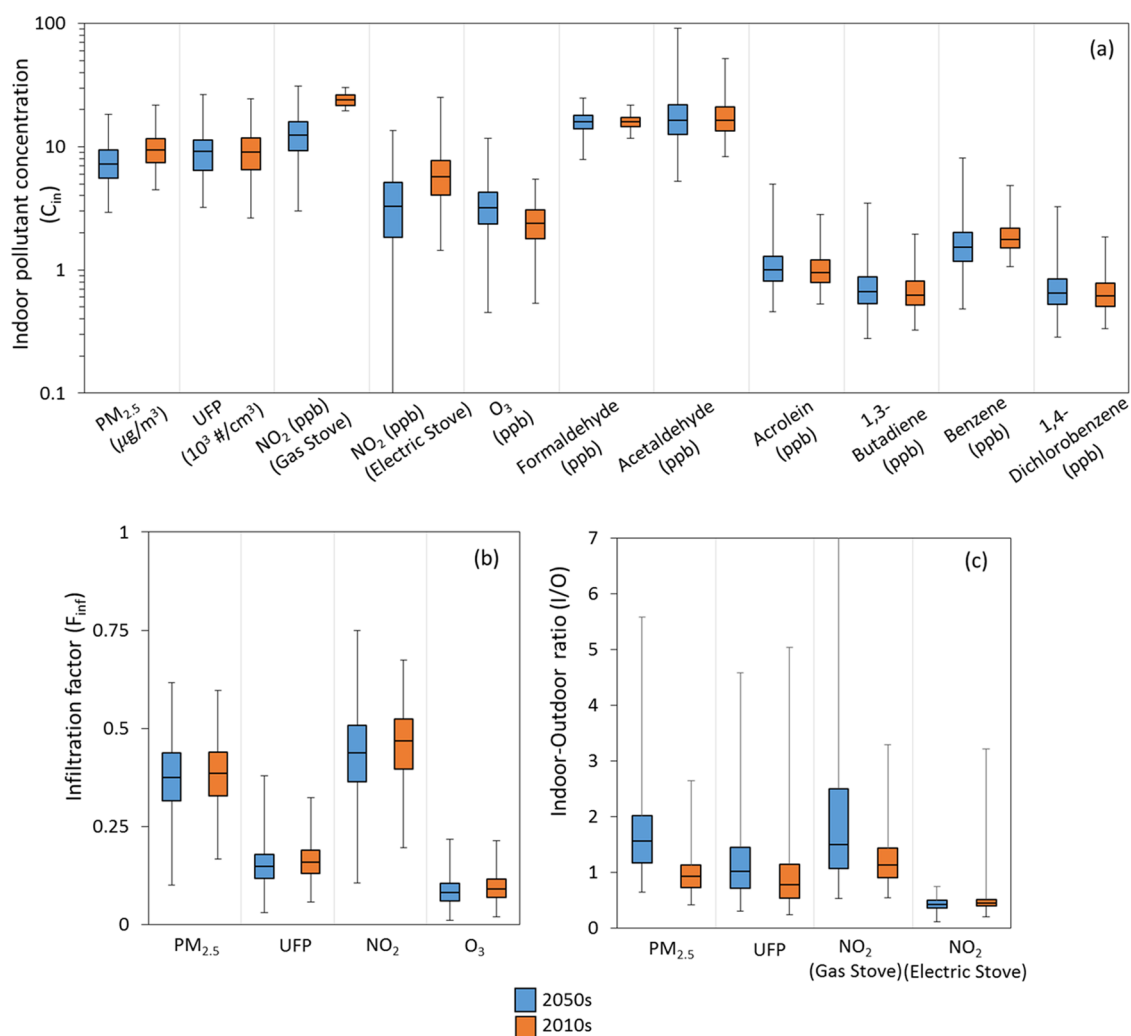 (a)
Indoor pollutant concentration
(C_in)
100
10
1
0.1
PM₂.₅
(μg/m³)
UFP
(10³ #/cm³)
NO₂ (ppb)
(Gas Stove)
NO₂ (ppb)
(Electric Stove)
O₃
(ppb)
Formaldehyde
(ppb)
Acetaldehyde
(ppb)
Acrolein
(ppb)
1,3-
Butadiene
(ppb)
Benzene
(ppb)
1,4-
Dichlorobenzene
(ppb)
(b)
Infiltration factor (F_inf)
1
0.75
0.5
0.25
0
PM₂.₅
UFP
NO₂
O₃
(c)
Indoor-Outdoor ratio (I/O)
7
6
5
4
3
2
1
0
PM₂.₅
UFP
NO₂
(Gas Stove)
NO₂
(Electric Stove)
2050s
2010s